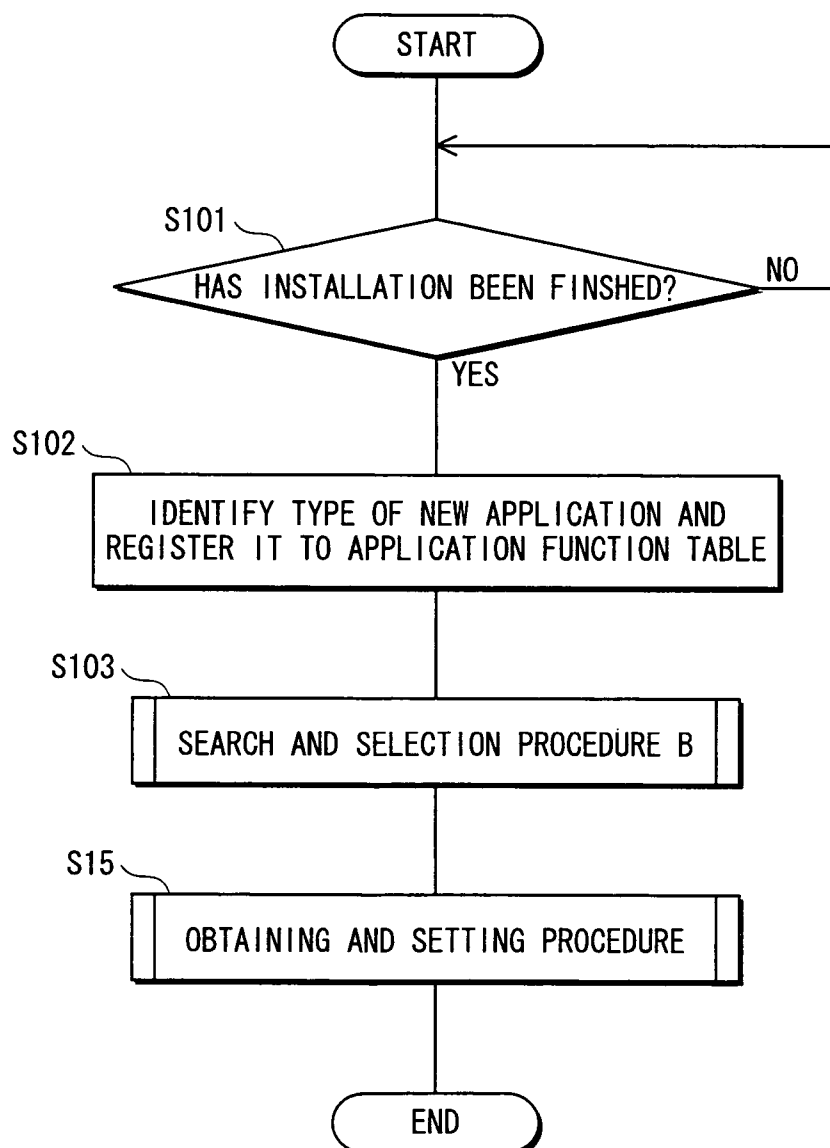 START
S101
HAS INSTALLATION BEEN FINSHED?
NO
YES
S102
IDENTIFY TYPE OF NEW APPLICATION AND
REGISTER IT TO APPLICATION FUNCTION TABLE
S103
SEARCH AND SELECTION PROCEDURE B
S15
OBTAINING AND SETTING PROCEDURE
END